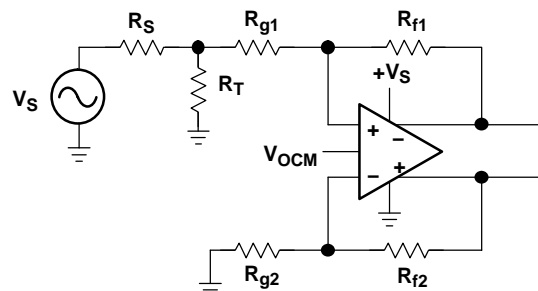 R_S
R_g1
R_f1
V_S
R_T
+V_S
+
−
V_OCM
−
+
R_g2
R_f2